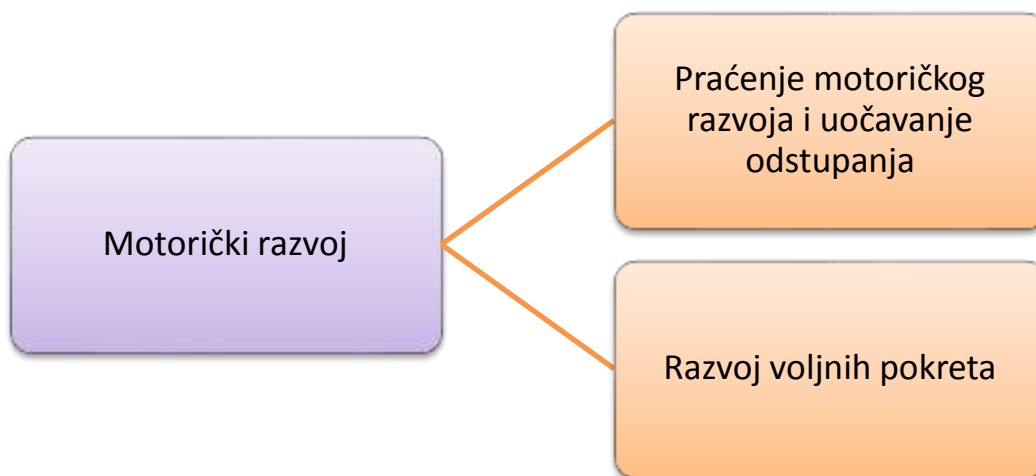 Motorički razvoj
Praćenje motoričkog
razvoja i uočavanje
odstupanja
Razvoj voljnih pokreta